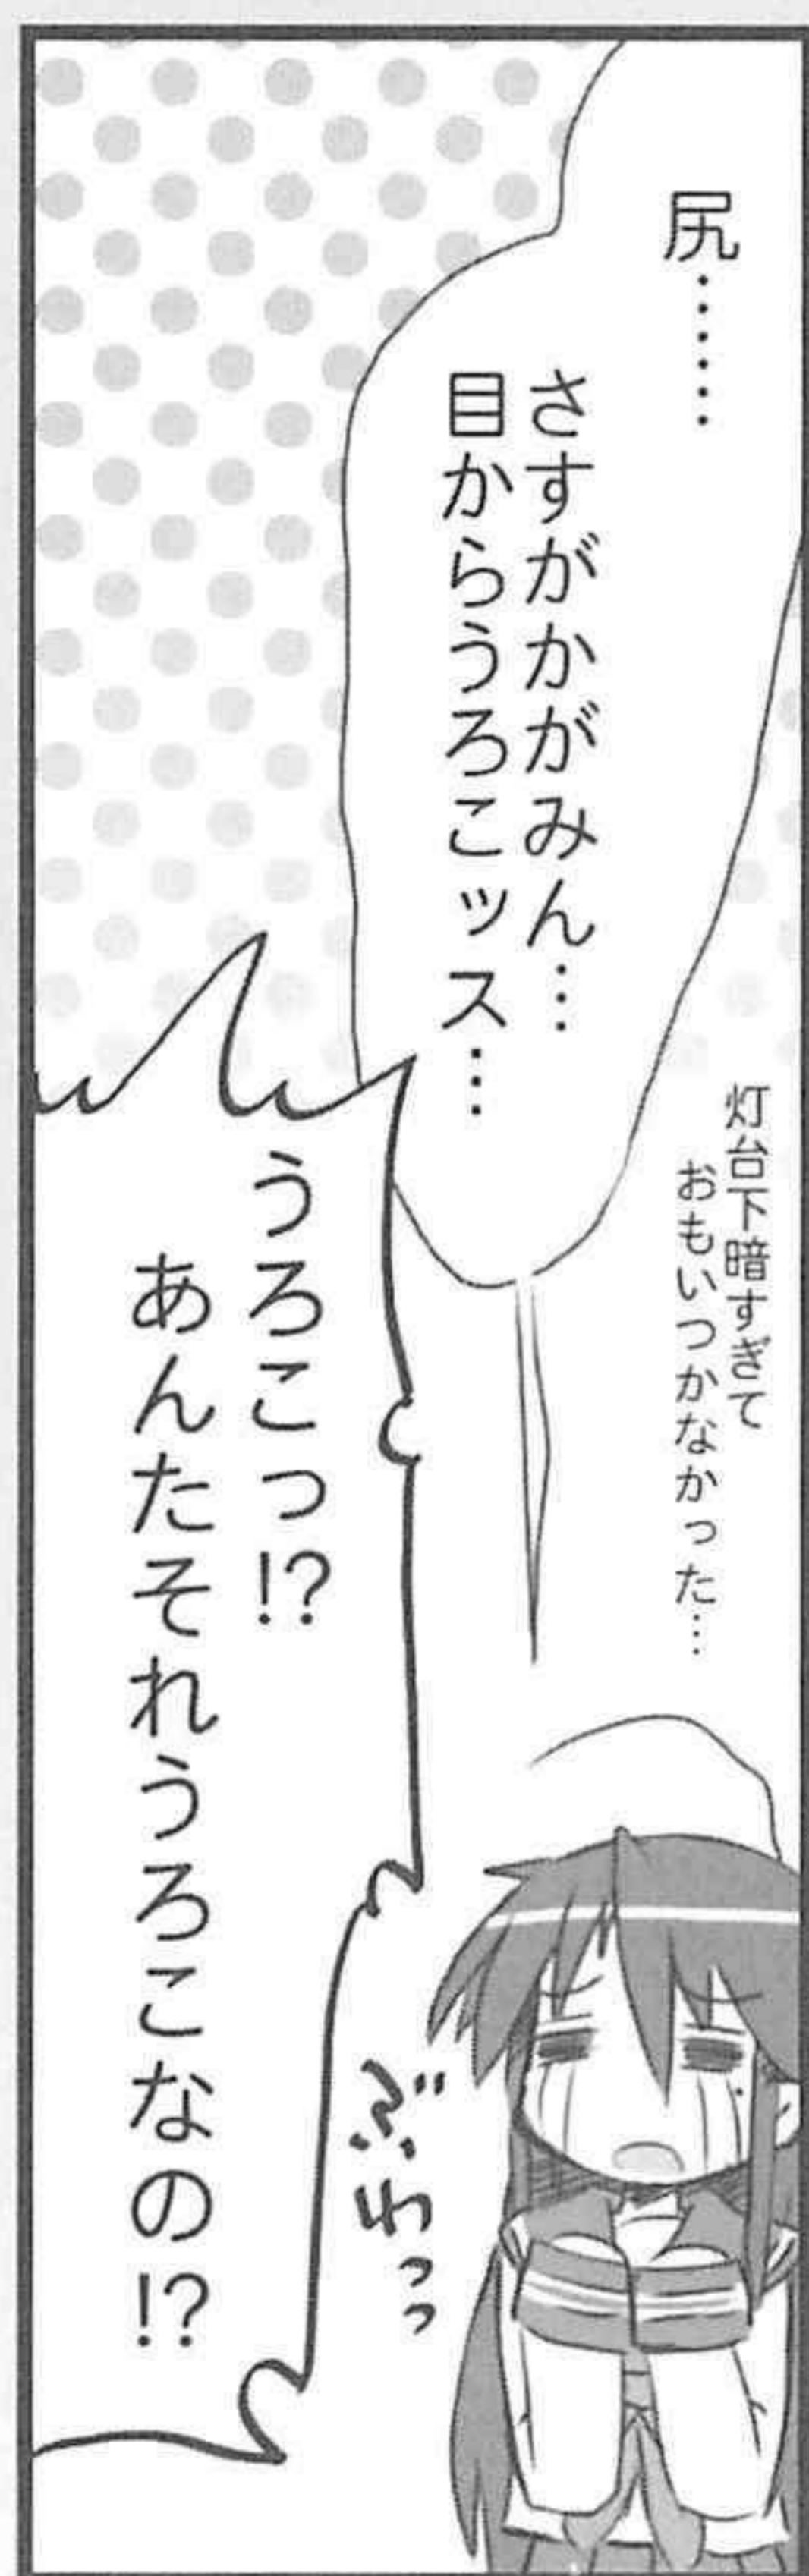 尻……
さすがかがみん…
目からうろこッス…
灯台下暗すぎて
おもいつかなかった…
うろこっ!?
あんたそれうろこなの!?
ぶわっっ